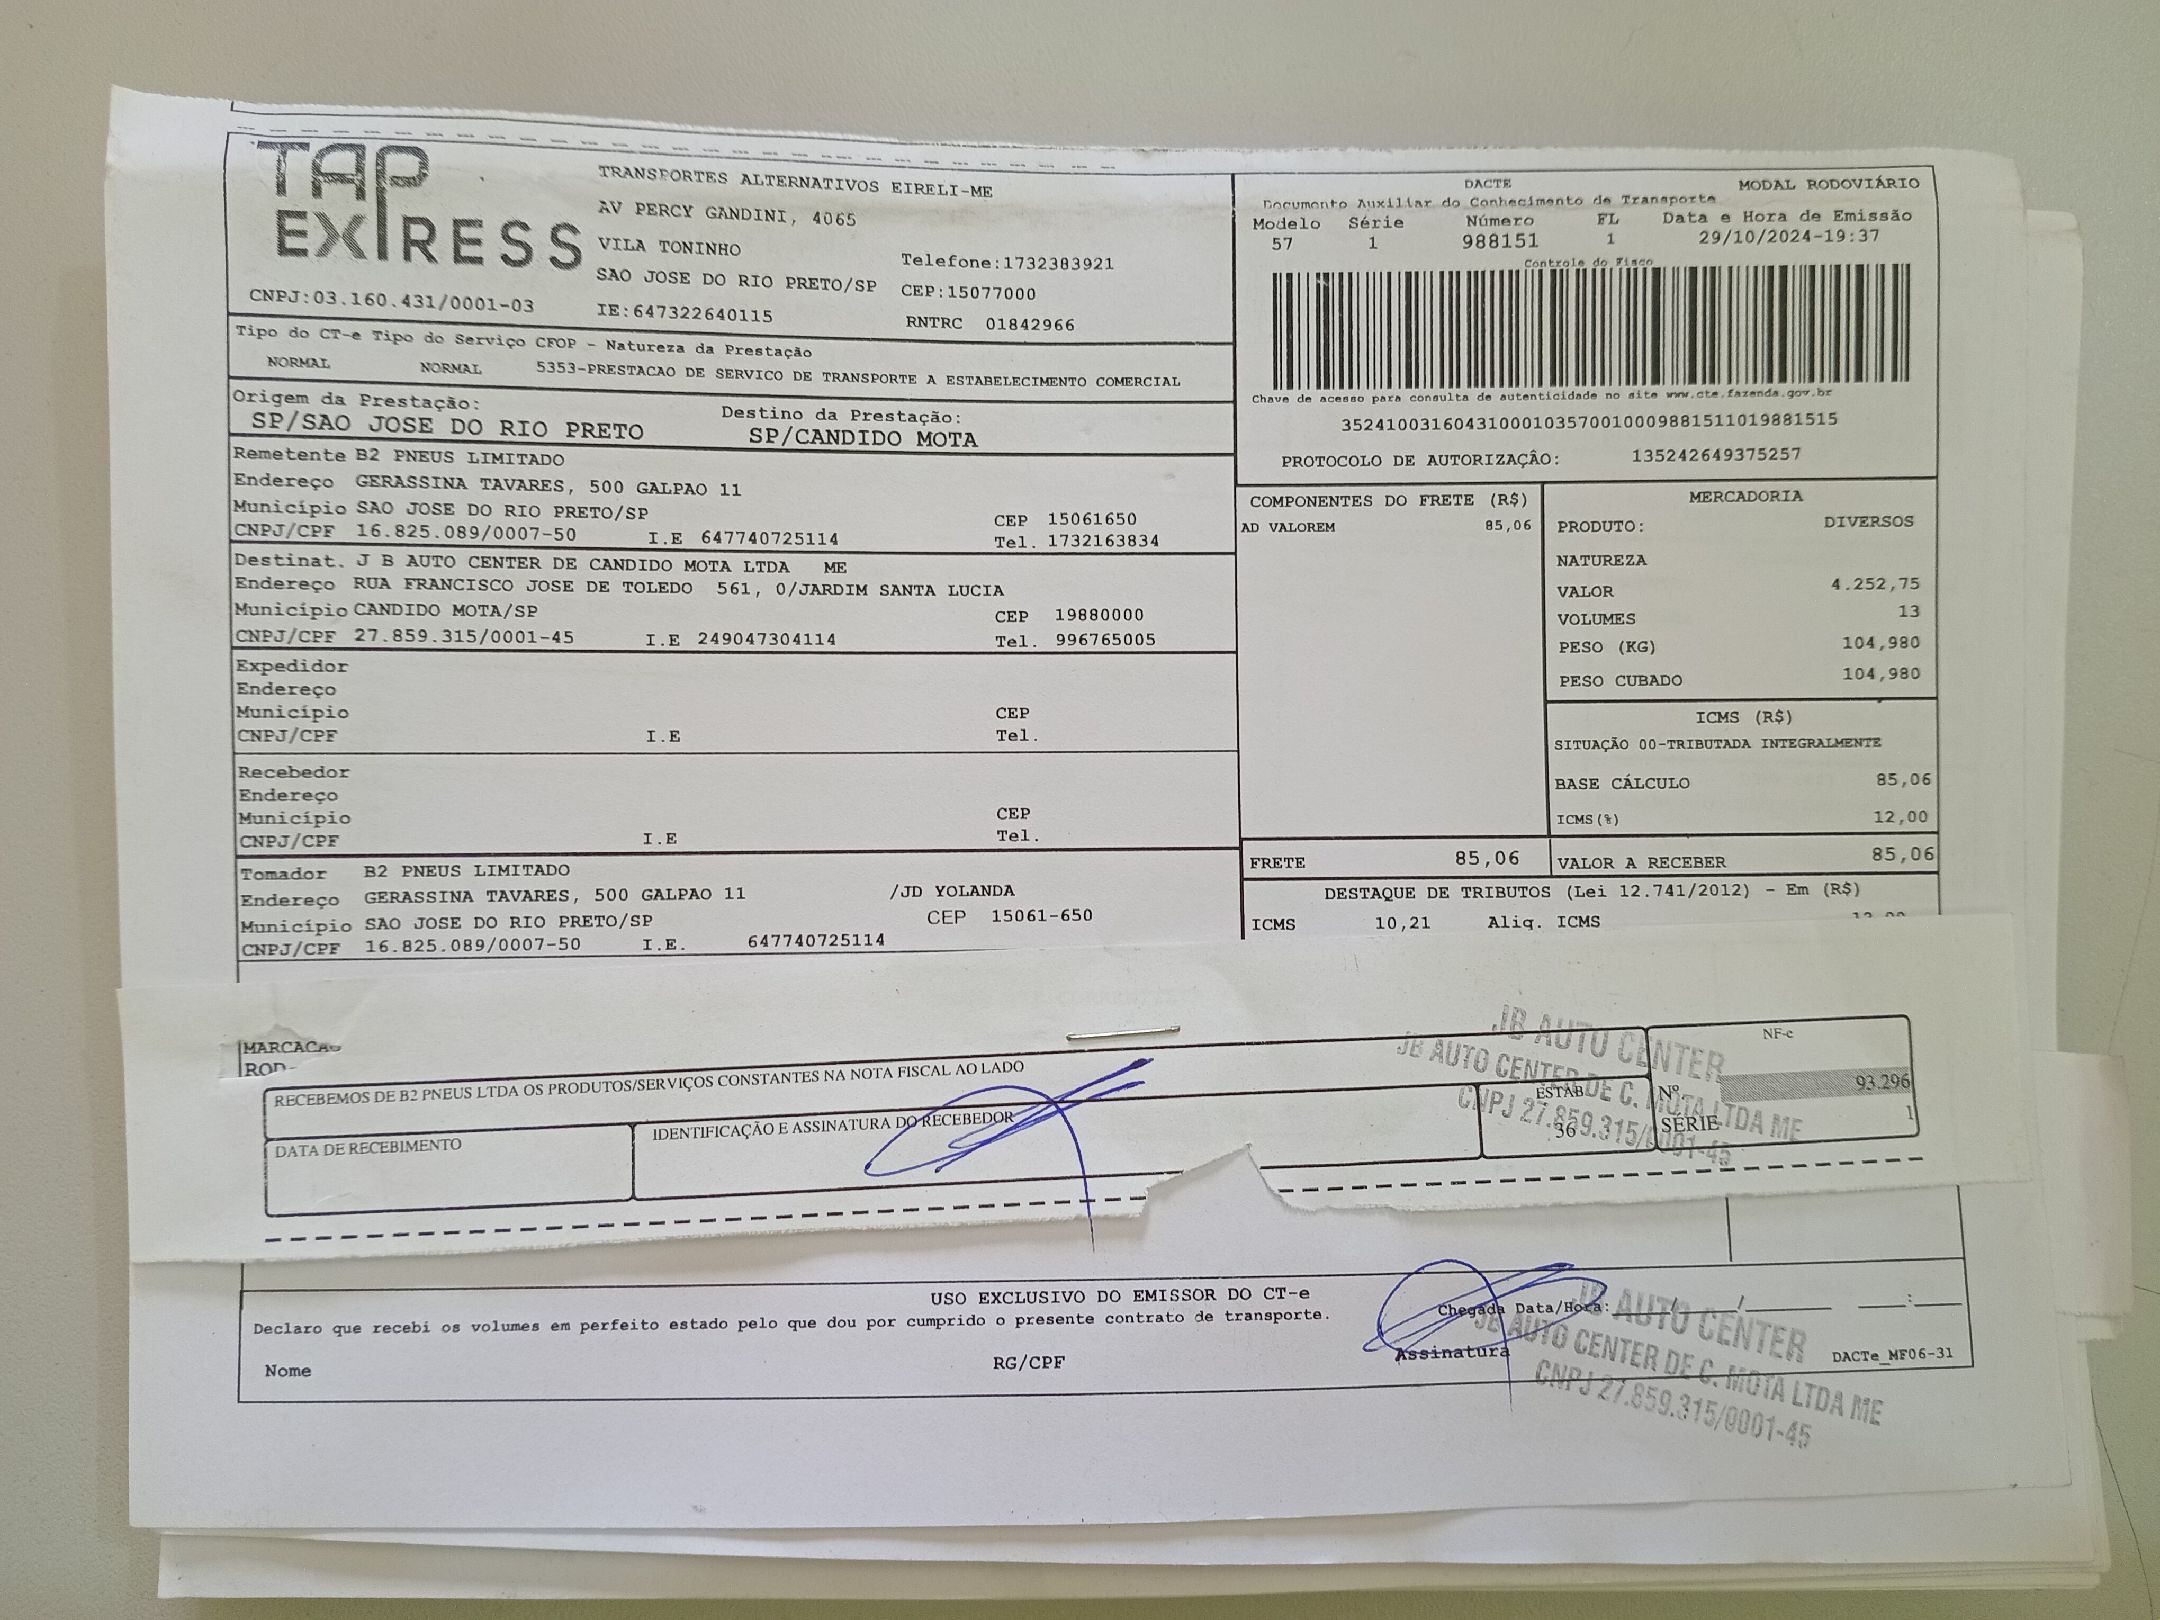 TAP EXPRESS
TRANSPORTES ALTERNATIVOS EIRELI-ME
AV PERCY GANDINI, 4065
VILA TONINHO
Telefone:1732383921
SAO JOSE DO RIO PRETO/SP CEP:15077000
CNPJ:03.160.431/0001-03 IE:647322640115 RNTRC 01842966
DACTE MODAL RODOVIÁRIO
Documento Auxiliar do Conhecimento de Transporte
Modelo Série Número FL Data e Hora de Emissão
57 1 988151 1 29/10/2024-19:37
Controle do Fisco
Chave de acesso para consulta de autenticidade no site www.cte.fazenda.gov.br
35241003160431000103570010009881511019881515
PROTOCOLO DE AUTORIZAÇÂO: 135242649375257
Tipo do CT-e Tipo do Serviço CFOP - Natureza da Prestação
NORMAL NORMAL 5353-PRESTACAO DE SERVICO DE TRANSPORTE A ESTABELECIMENTO COMERCIAL
Origem da Prestação: Destino da Prestação:
SP/SAO JOSE DO RIO PRETO SP/CANDIDO MOTA
Remetente B2 PNEUS LIMITADO
Endereço GERASSINA TAVARES, 500 GALPAO 11
Município SAO JOSE DO RIO PRETO/SP CEP 15061650
CNPJ/CPF 16.825.089/0007-50 I.E 647740725114 Tel. 1732163834
Destinat. J B AUTO CENTER DE CANDIDO MOTA LTDA ME
Endereço RUA FRANCISCO JOSE DE TOLEDO 561, 0/JARDIM SANTA LUCIA
Município CANDIDO MOTA/SP CEP 19880000
CNPJ/CPF 27.859.315/0001-45 I.E 249047304114 Tel. 996765005
Expedidor
Endereço
Município CEP
CNPJ/CPF I.E Tel.
Recebedor
Endereço
Município CEP
CNPJ/CPF I.E Tel.
Tomador B2 PNEUS LIMITADO
Endereço GERASSINA TAVARES, 500 GALPAO 11 /JD YOLANDA
Município SAO JOSE DO RIO PRETO/SP CEP 15061-650
CNPJ/CPF 16.825.089/0007-50 I.E. 647740725114
COMPONENTES DO FRETE (R$)
AD VALOREM 85,06
MERCADORIA
PRODUTO: DIVERSOS
NATUREZA
VALOR 4.252,75
VOLUMES 13
PESO (KG) 104,980
PESO CUBADO 104,980
ICMS (R$)
SITUAÇÃO 00-TRIBUTADA INTEGRALMENTE
BASE CÁLCULO 85,06
ICMS(%) 12,00
FRETE 85,06 VALOR A RECEBER 85,06
DESTAQUE DE TRIBUTOS (Lei 12.741/2012) - Em (R$)
ICMS 10,21 Aliq. ICMS
RECEBEMOS DE B2 PNEUS LTDA OS PRODUTOS/SERVIÇOS CONSTANTES NA NOTA FISCAL AO LADO
DATA DE RECEBIMENTO
IDENTIFICAÇÃO E ASSINATURA DO RECEBEDOR
ESTAB
36
NF-e
Nº. 93.296
SÉRIE 1
JB AUTO CENTER
JB AUTO CENTER DE C. MOTA LTDA ME
CNPJ 27.859.315/0001-45
USO EXCLUSIVO DO EMISSOR DO CT-e
Declaro que recebi os volumes em perfeito estado pelo que dou por cumprido o presente contrato de transporte.
Chegada Data/Hora: / / :
Nome RG/CPF Assinatura DACTe_MF06-31
JB AUTO CENTER
JB AUTO CENTER DE C. MOTA LTDA ME
CNPJ 27.859.315/0001-45